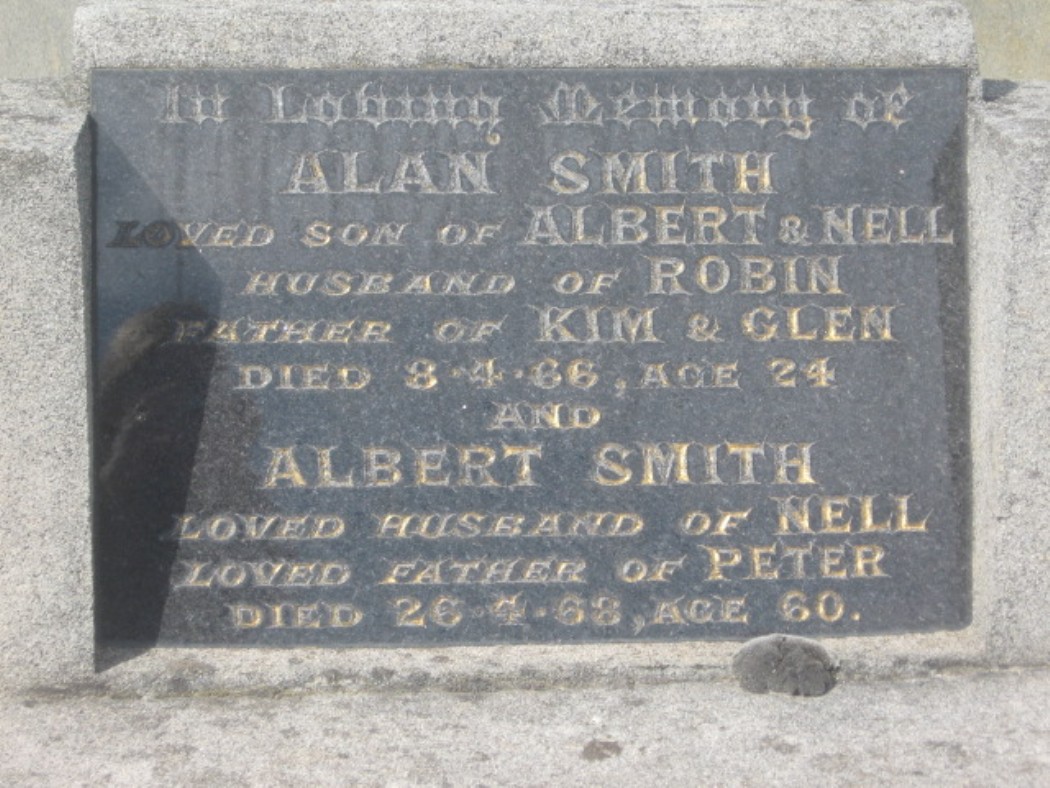 In Loving Memory of
ALAN SMITH
LOVED SON OF ALBERT & NELL
HUSBAND OF ROBIN
FATHER OF KIM & GLEN
DIED 8·4·66, AGE 24
AND
ALBERT SMITH
LOVED HUSBAND OF NELL
LOVED FATHER OF PETER
DIED 26·4·68, AGE 60.